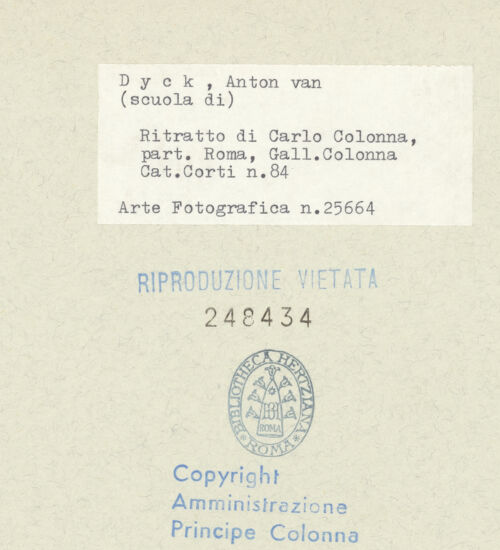 D y c k , Anton van
(scuola di)
Ritratto di Carlo Colonna,
part. Roma, Gall.Colonna
Cat.Corti n.84
Arte Fotografica n.25664
RIPRODUZIONE VIETATA
248434
BIBLIOTHECA HERTZIANA
ROMA
ROMA
Copyright
Amministrazione
Principe Colonna